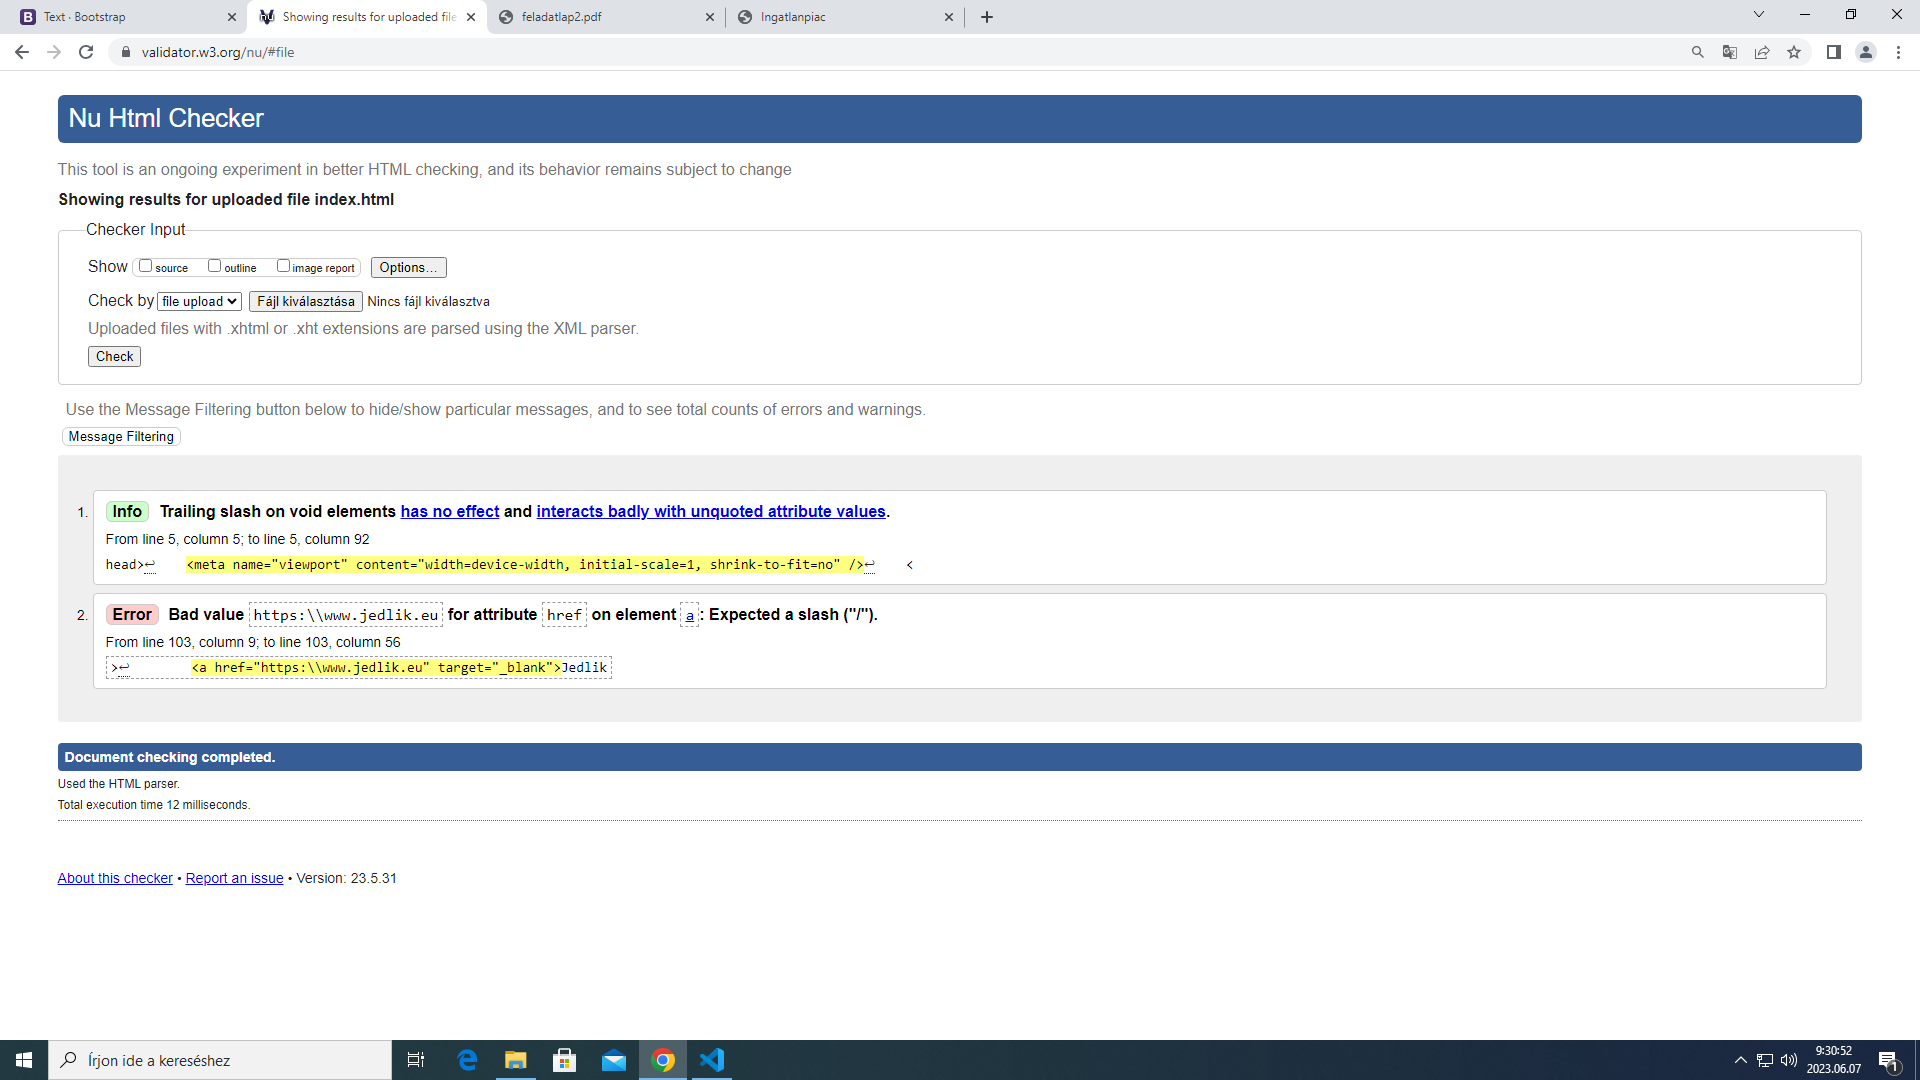 Text · Bootstrap
Showing results for uploaded file
feladatlap2.pdf
Ingatlanpiac
validator.w3.org/nu/#file
Nu Html Checker
This tool is an ongoing experiment in better HTML checking, and its behavior remains subject to change
Showing results for uploaded file index.html
Checker Input
Show source outline image report Options...
Check by file upload Fájl kiválasztása Nincs fájl kiválasztva
Uploaded files with .xhtml or .xht extensions are parsed using the XML parser.
Check
Use the Message Filtering button below to hide/show particular messages, and to see total counts of errors and warnings.
Message Filtering
1. Info Trailing slash on void elements has no effect and interacts badly with unquoted attribute values.
From line 5, column 5; to line 5, column 92
head>↩ <meta name="viewport" content="width=device-width, initial-scale=1, shrink-to-fit=no" />↩ <
2. Error Bad value https:\\www.jedlik.eu for attribute href on element a: Expected a slash ("/").
From line 103, column 9; to line 103, column 56
>↩ <a href="https:\\www.jedlik.eu" target="_blank">Jedlik
Document checking completed.
Used the HTML parser.
Total execution time 12 milliseconds.
About this checker • Report an issue • Version: 23.5.31
Írjon ide a kereséshez
9:30:52
2023.06.07
1